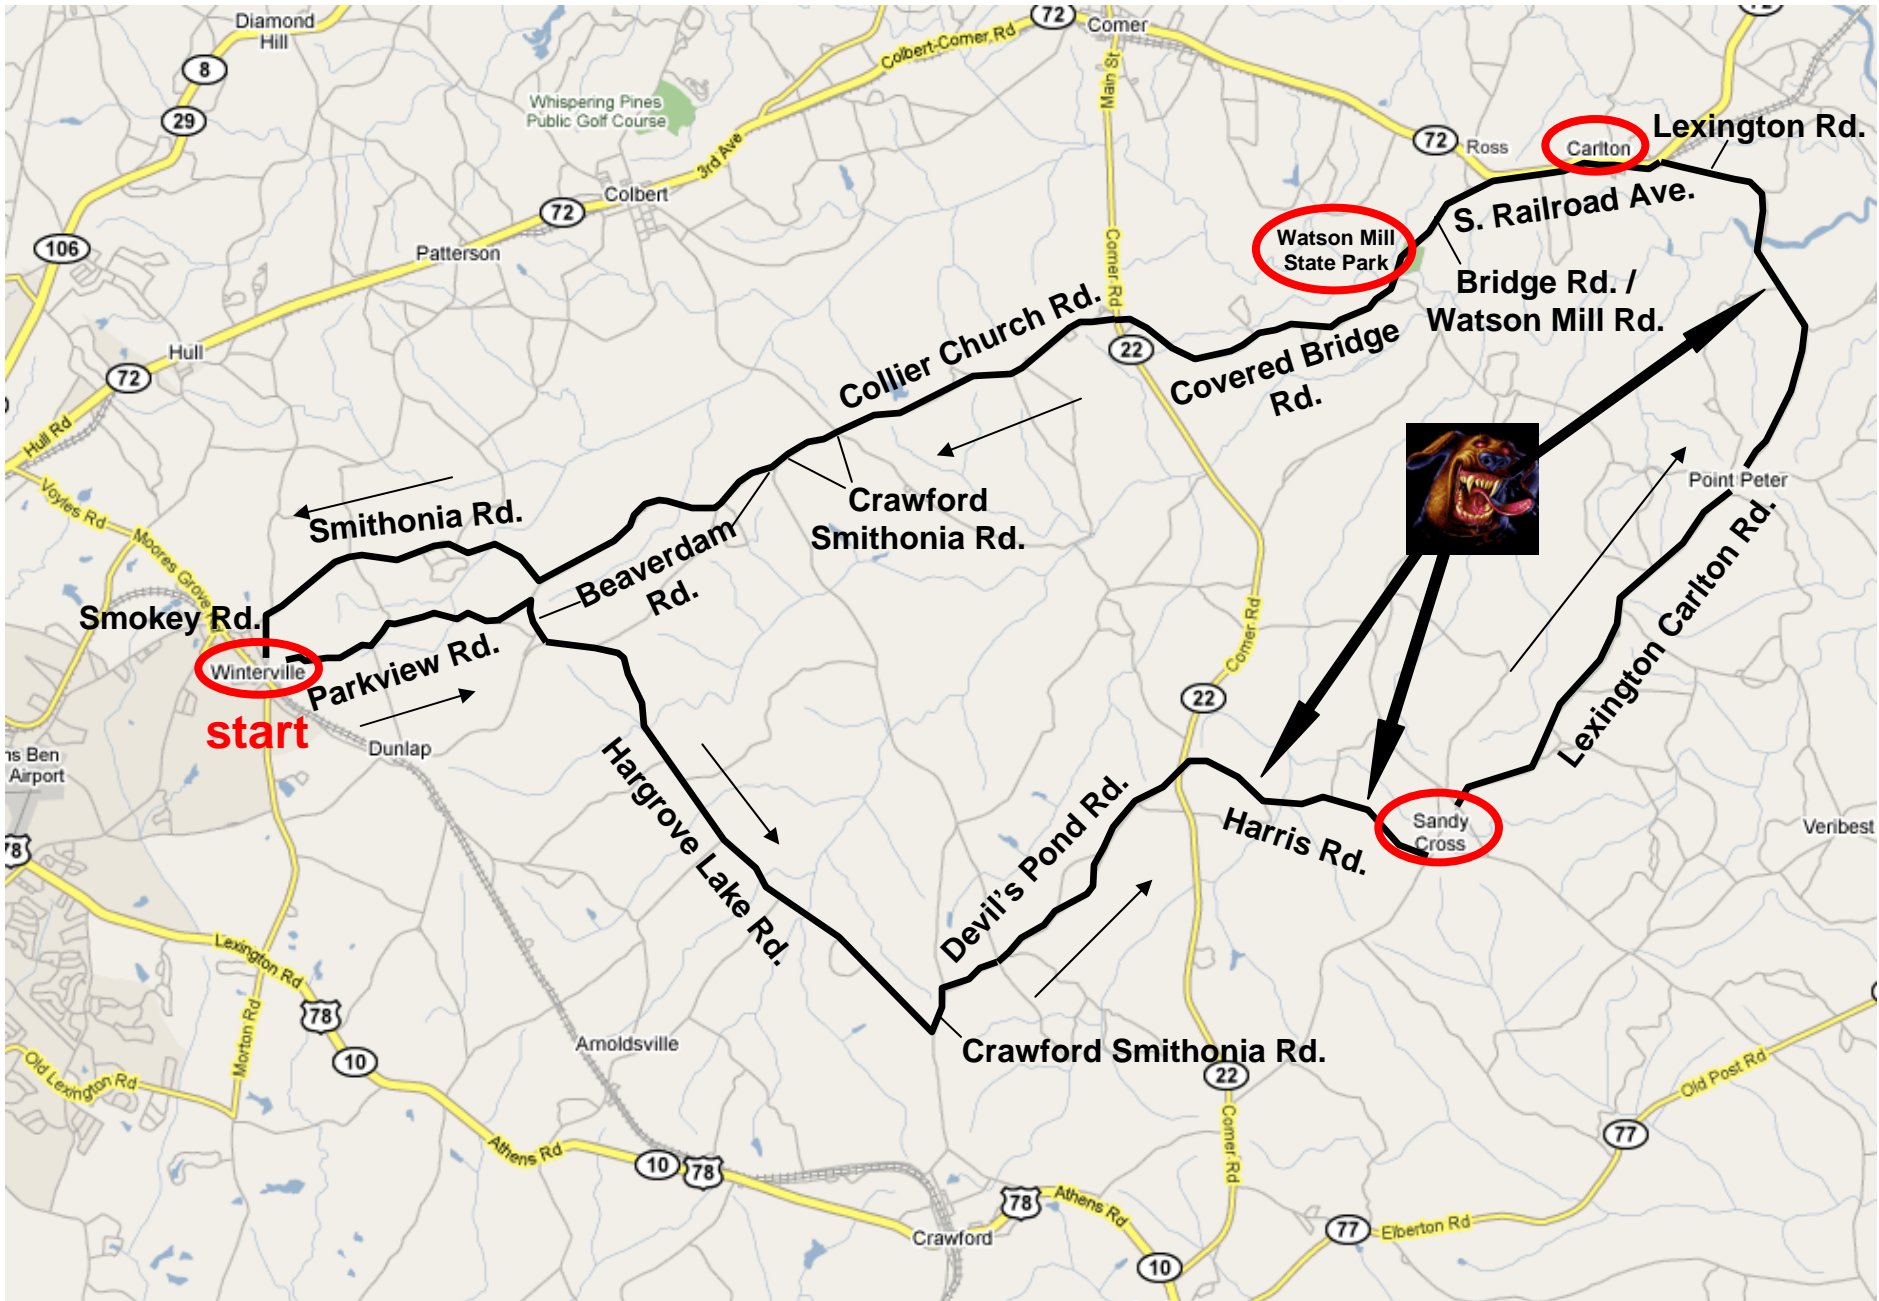 Diamond
Hill
8
29
106
72
Comer
72
Colbert-Comer Rd
Main St
Whispering Pines
Public Golf Course
3rd Ave
Colbert
72
Patterson
Hull
72
Hull Rd
72
Ross
Carlton
Lexington Rd.
S. Railroad Ave.
Watson Mill
State Park
Bridge Rd. /
Watson Mill Rd.
Comer Rd
22
Collier Church Rd.
Covered Bridge
Rd.
Crawford
Smithonia Rd.
Smithonia Rd.
Beaverdam
Rd.
Voyles Rd
Moores Grove
Smokey Rd.
Winterville
start
Parkview Rd.
Dunlap
ns Ben
Airport
78
Point Peter
Lexington Carlton Rd.
Comer Rd
22
Hargrove Lake Rd.
Devil's Pond Rd.
Harris Rd.
Sandy
Cross
Veribest
Lexington Rd
78
10
Morton Rd
Old Lexington Rd
Arnoldsville
Crawford Smithonia Rd.
22
Comer Rd
Old Post Rd
77
Athens Rd
10
78
Crawford
78
Athens Rd
10
77
Elberton Rd